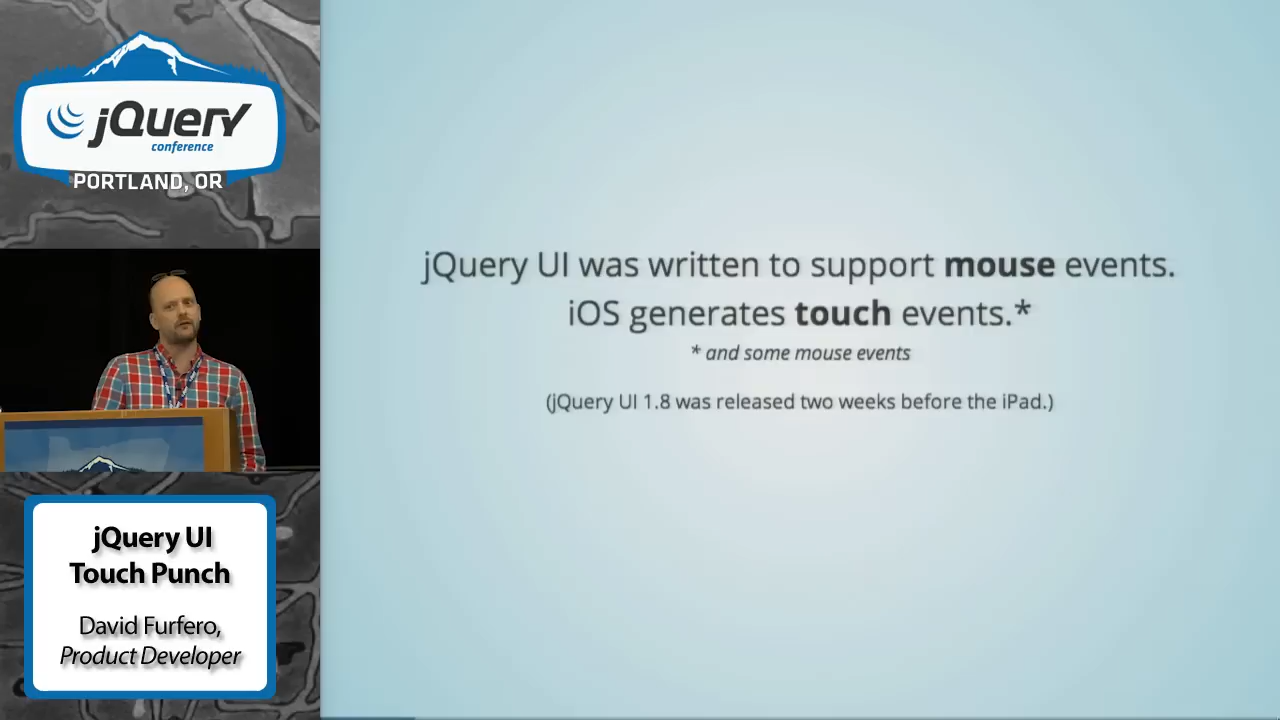 jQuery
conference
PORTLAND, OR
jQuery UI was written to support mouse events.
iOS generates touch events.*
* and some mouse events
(jQuery UI 1.8 was released two weeks before the iPad.)
jQuery UI
Touch Punch
David Furfero,
Product Developer